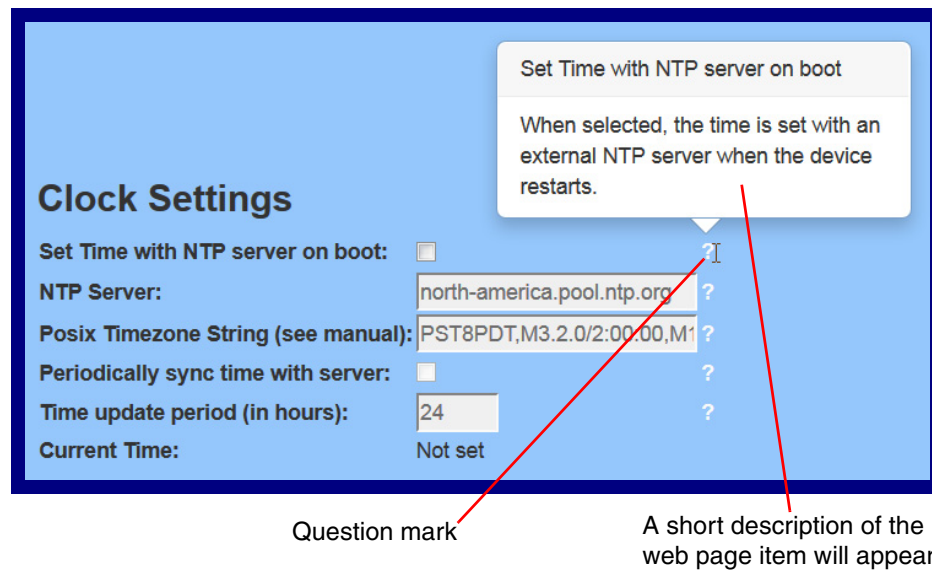 Set Time with NTP server on boot
When selected, the time is set with an
external NTP server when the device
restarts.
Clock Settings
Set Time with NTP server on boot:
?
NTP Server:
north-america.pool.ntp.org
?
Posix Timezone String (see manual):
PST8PDT,M3.2.0/2:00:00,M1
?
Periodically sync time with server:
?
Time update period (in hours):
24
?
Current Time:
Not set
Question mark
A short description of the
web page item will appear